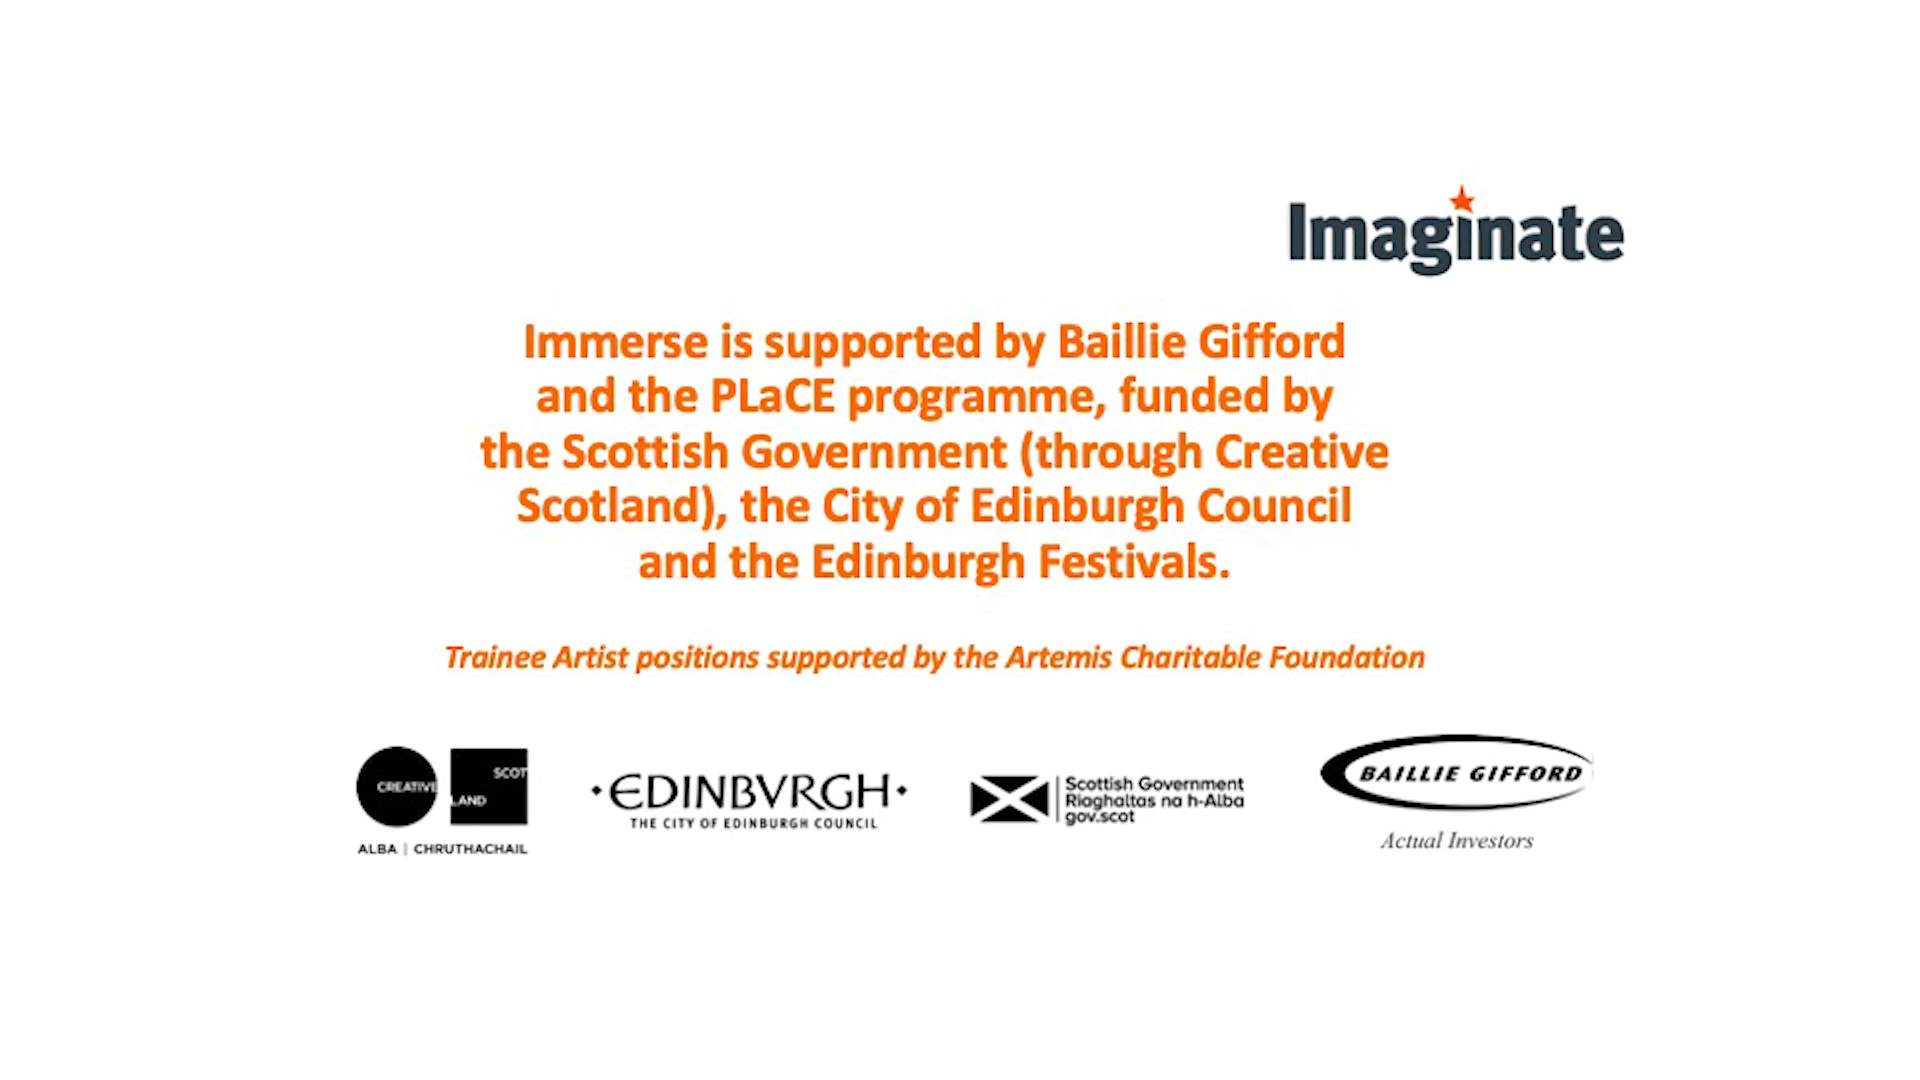 Imaginate
Immerse is supported by Baillie Gifford
and the PLaCE programme, funded by
the Scottish Government (through Creative
Scotland), the City of Edinburgh Council
and the Edinburgh Festivals.
Trainee Artist positions supported by the Artemis Charitable Foundation
CREATIVE SCOT
LAND
ALBA | CHRUTHACHAIL
·EDINBVRGH·
THE CITY OF EDINBURGH COUNCIL
Scottish Government
Riaghaltas na h-Alba
gov.scot
BAILLIE GIFFORD
Actual Investors